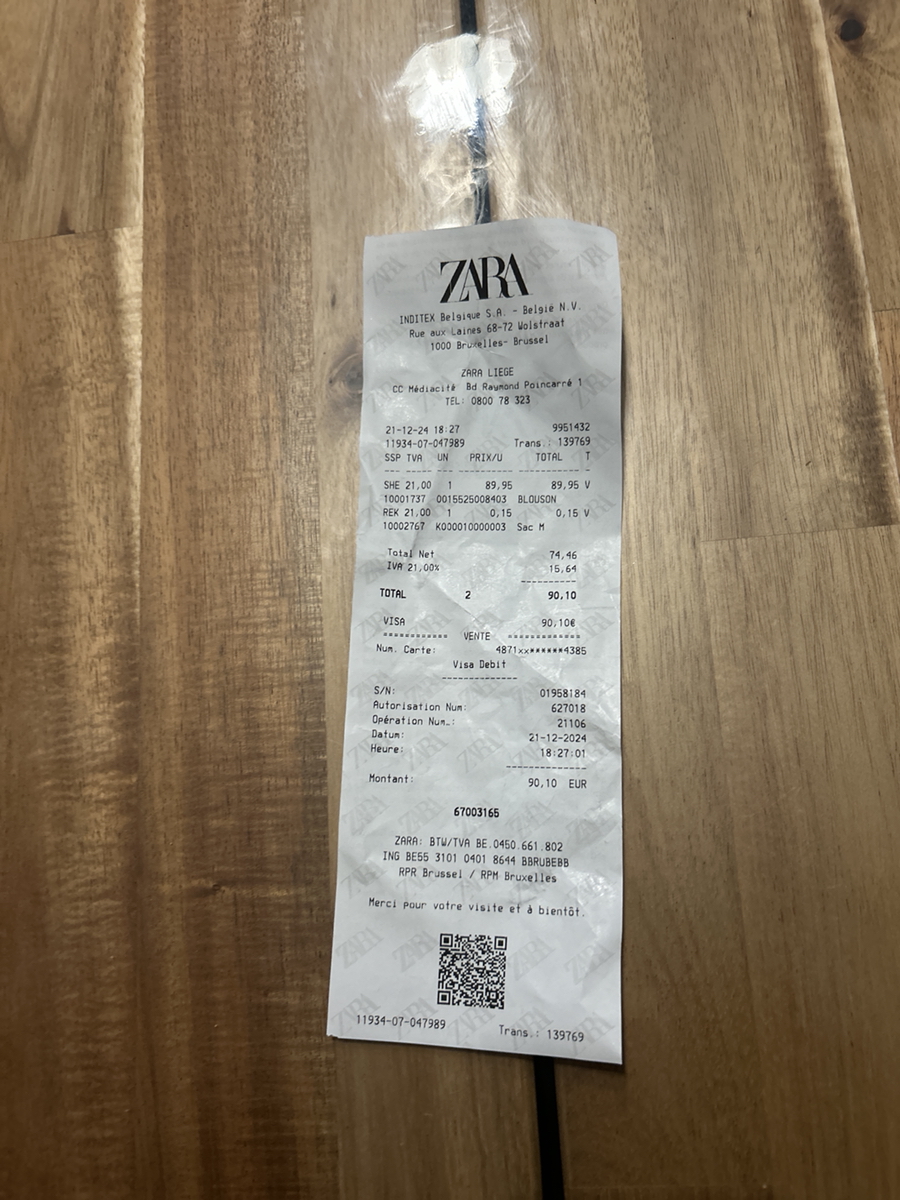 ZARA
INDITEX Belgique S.A. - België N.V.
Rue aux Laines 68-72 Wolstraat
1000 Bruxelles- Brussel
ZARA LIEGE
CC Médiacité Bd Raymond Poincarré 1
TEL: 0800 78 323
21-12-24 18:27 9951432
11934-07-047989 Trans.: 139769
SSP TVA UN PRIX/U TOTAL T
--- ----- --- ---------- ---------- -
SHE 21,00 1 89,95 89,95 V
10001737 0015525008403 BLOUSON
REK 21,00 1 0,15 0,15 V
10002767 K000010000003 Sac M
Total Net 74,46
IVA 21,00% 15,64
----------
TOTAL 2 90,10
VISA 90,10€
============ VENTE =============
Num. Carte: 4871xx******4385
Visa Debit
--------------
S/N: 01958184
Autorisation Num: 627018
Opération Num.: 21106
Datum: 21-12-2024
Heure: 18:27:01
---------------
Montant: 90,10 EUR
67003165
ZARA: BTW/TVA BE.0450.661.802
ING BE55 3101 0401 8644 BBRUBEBB
RPR Brussel / RPM Bruxelles
Merci pour votre visite et à bientôt.
11934-07-047989 Trans.: 139769